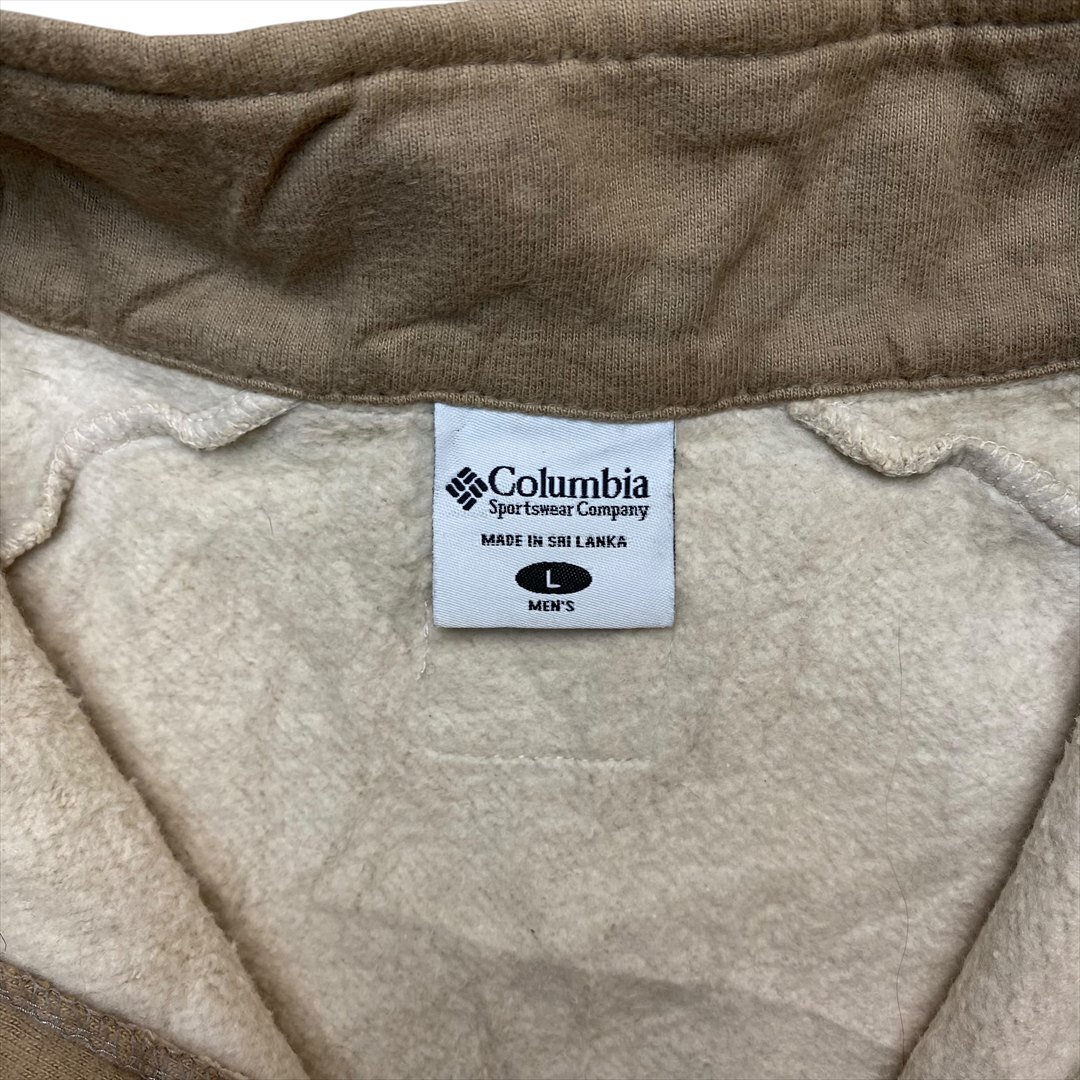 Columbia
Sportswear Company
MADE IN SRI LANKA
L
MEN'S